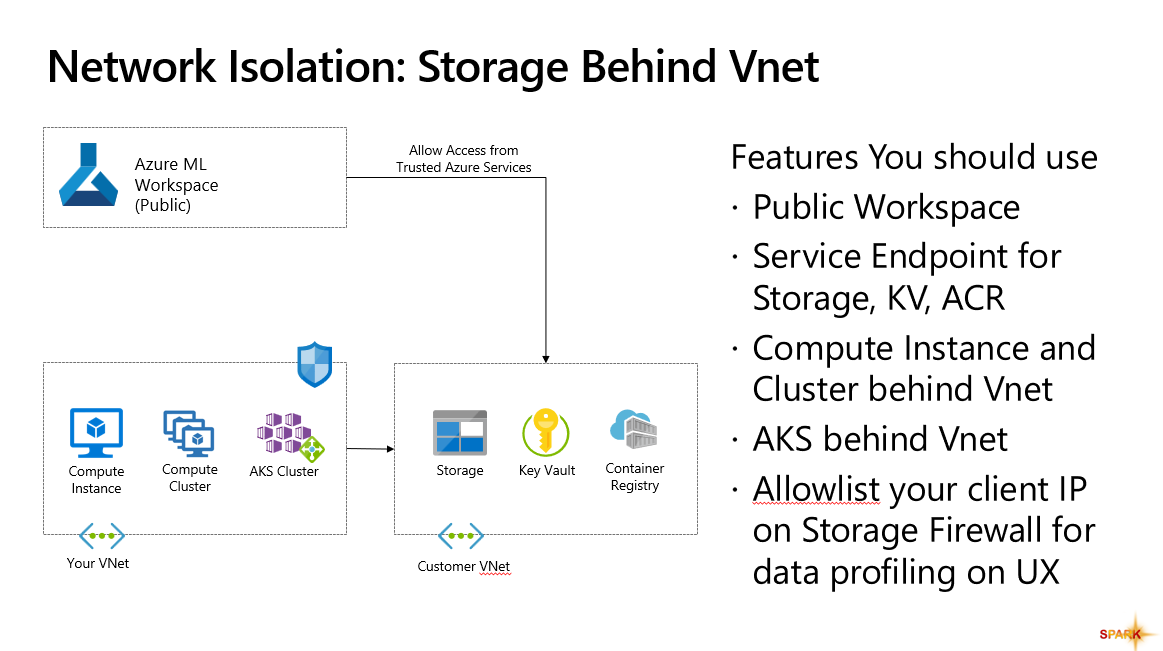 Network Isolation: Storage Behind Vnet
Azure ML
Workspace
(Public)
Allow Access from
Trusted Azure Services
Compute
Instance
Compute
Cluster
AKS Cluster
Your VNet
Storage
Key Vault
Container
Registry
Customer VNet
Features You should use
· Public Workspace
· Service Endpoint for
Storage, KV, ACR
· Compute Instance and
Cluster behind Vnet
· AKS behind Vnet
· Allowlist your client IP
on Storage Firewall for
data profiling on UX
SPARK